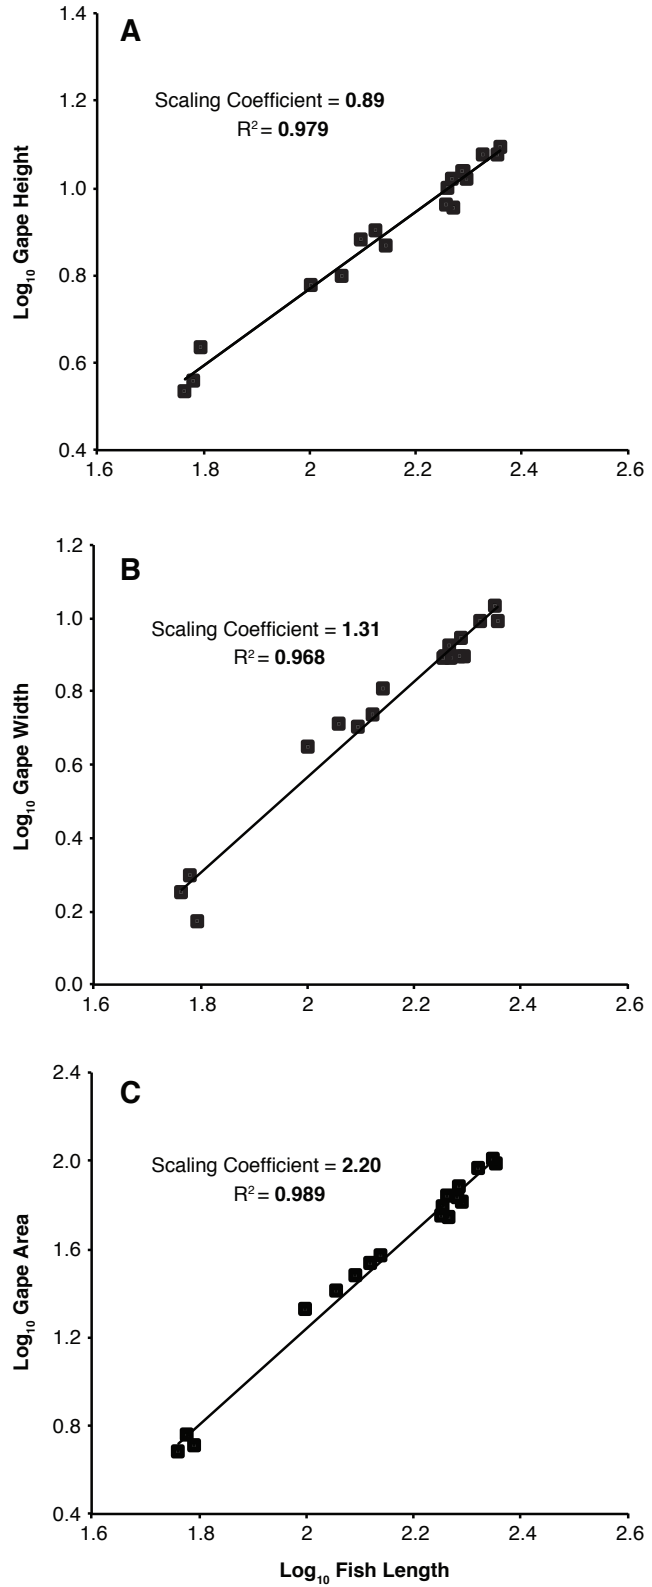 A
1.4
Scaling Coefficient = 0.89
R² = 0.979
1.2
1.0
0.8
0.6
0.4
Log₁₀ Gape Height
1.6 1.8 2 2.2 2.4 2.6
B
1.2
Scaling Coefficient = 1.31
R² = 0.968
1.0
0.8
0.6
0.4
0.2
0.0
Log₁₀ Gape Width
1.6 1.8 2 2.2 2.4 2.6
C
2.4
Scaling Coefficient = 2.20
R² = 0.989
2.0
1.6
1.2
0.8
0.4
Log₁₀ Gape Area
1.6 1.8 2 2.2 2.4 2.6
Log₁₀ Fish Length